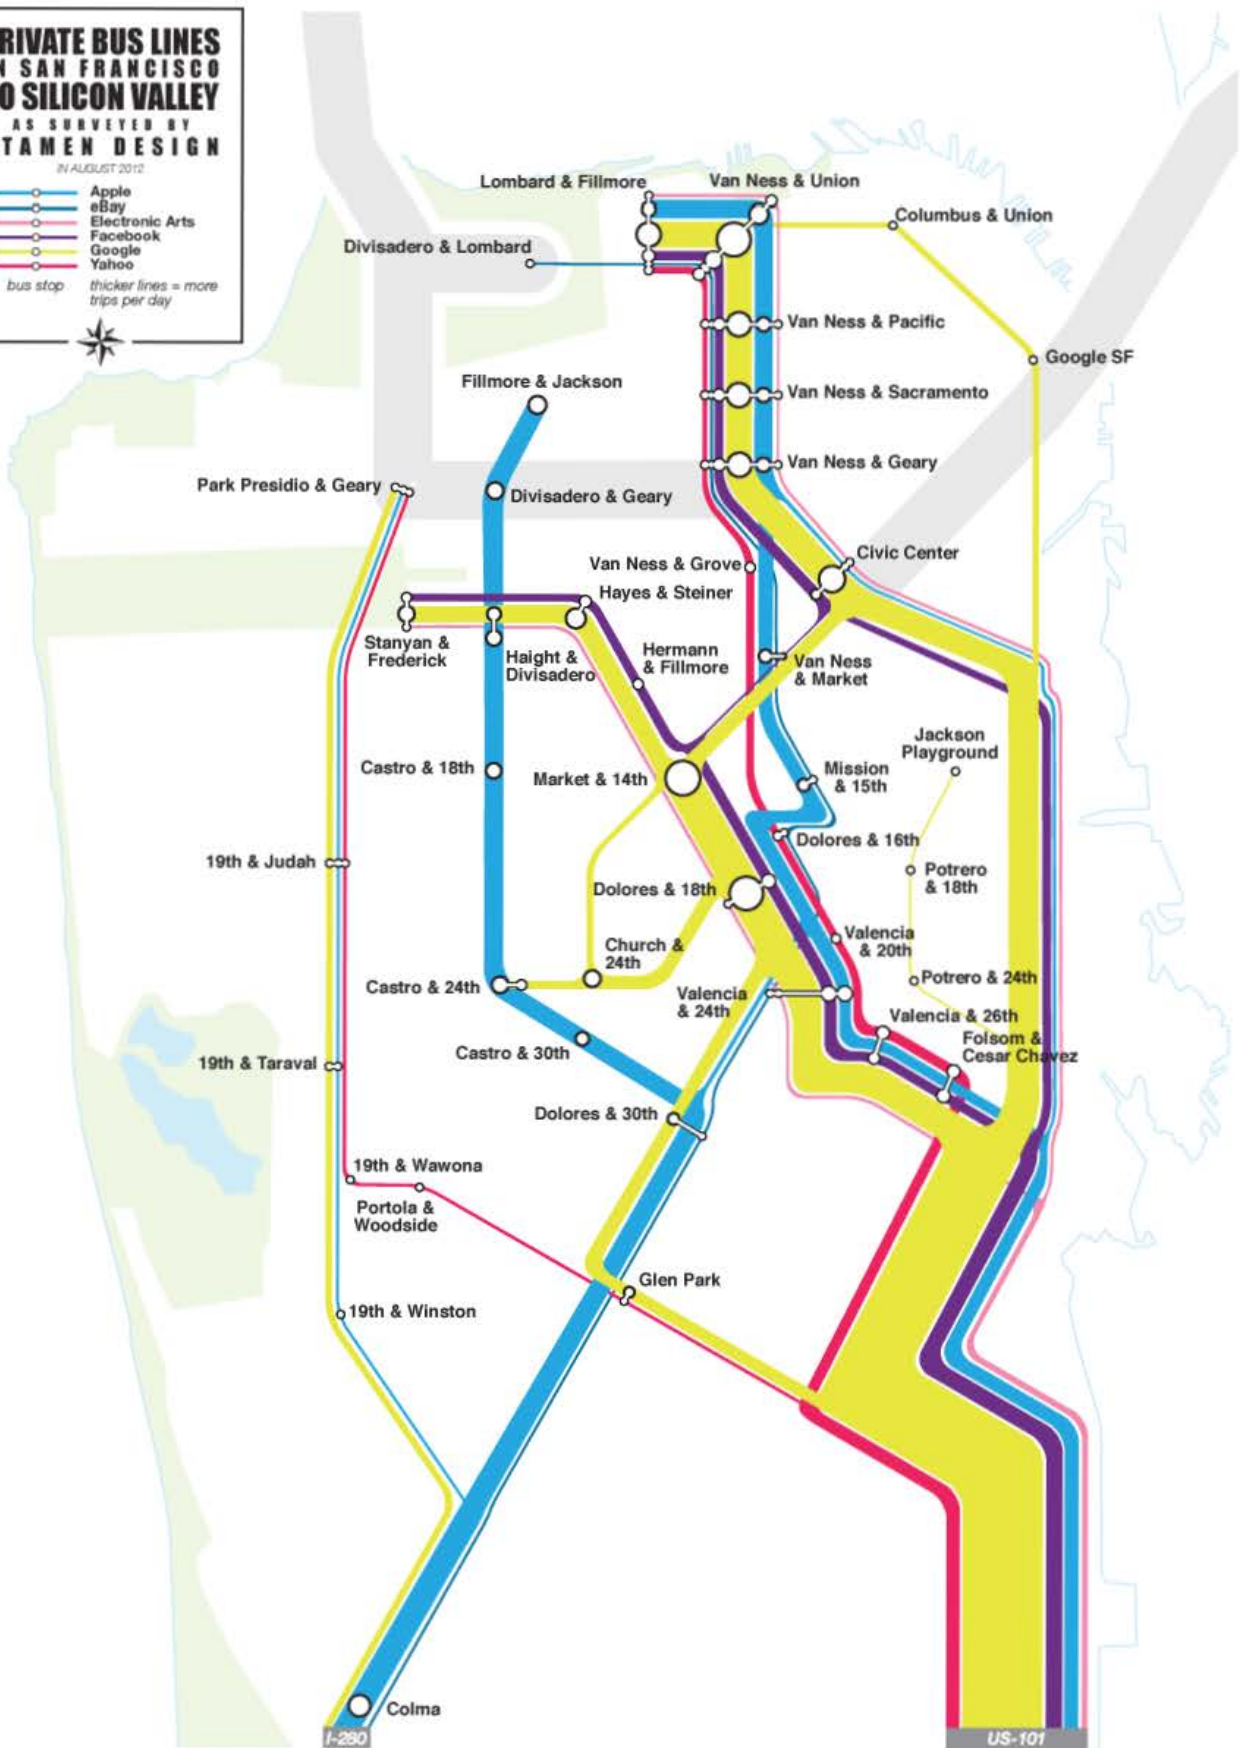 RIVATE BUS LINES
N SAN FRANCISCO
O SILICON VALLEY
AS SURVEYED BY
TAMEN DESIGN
IN AUGUST 2012
Apple
eBay
Electronic Arts
Facebook
Google
Yahoo
bus stop
thicker lines = more
trips per day
Lombard & Fillmore
Van Ness & Union
Columbus & Union
Divisadero & Lombard
Van Ness & Pacific
Google SF
Fillmore & Jackson
Van Ness & Sacramento
Van Ness & Geary
Park Presidio & Geary
Divisadero & Geary
Civic Center
Van Ness & Grove
Hayes & Steiner
Stanyan &
Frederick
Haight &
Divisadero
Hermann
& Fillmore
Van Ness
& Market
Jackson
Playground
Castro & 18th
Market & 14th
Mission
& 15th
Dolores & 16th
19th & Judah
Potrero
& 18th
Dolores & 18th
Valencia
& 20th
Church &
24th
Potrero & 24th
Castro & 24th
Valencia
& 24th
Valencia & 26th
Folsom &
Cesar Chavez
Castro & 30th
19th & Taraval
Dolores & 30th
19th & Wawona
Portola &
Woodside
Glen Park
19th & Winston
Colma
I-280
US-101